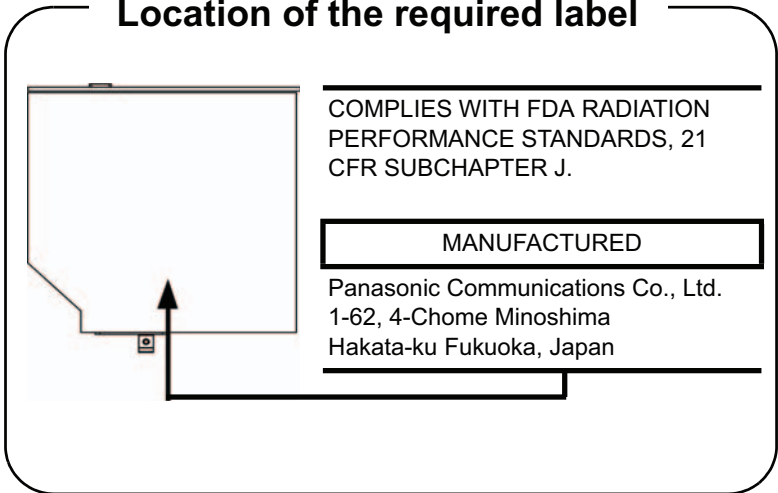 Location of the required label
COMPLIES WITH FDA RADIATION
PERFORMANCE STANDARDS, 21
CFR SUBCHAPTER J.
MANUFACTURED
Panasonic Communications Co., Ltd.
1-62, 4-Chome Minoshima
Hakata-ku Fukuoka, Japan